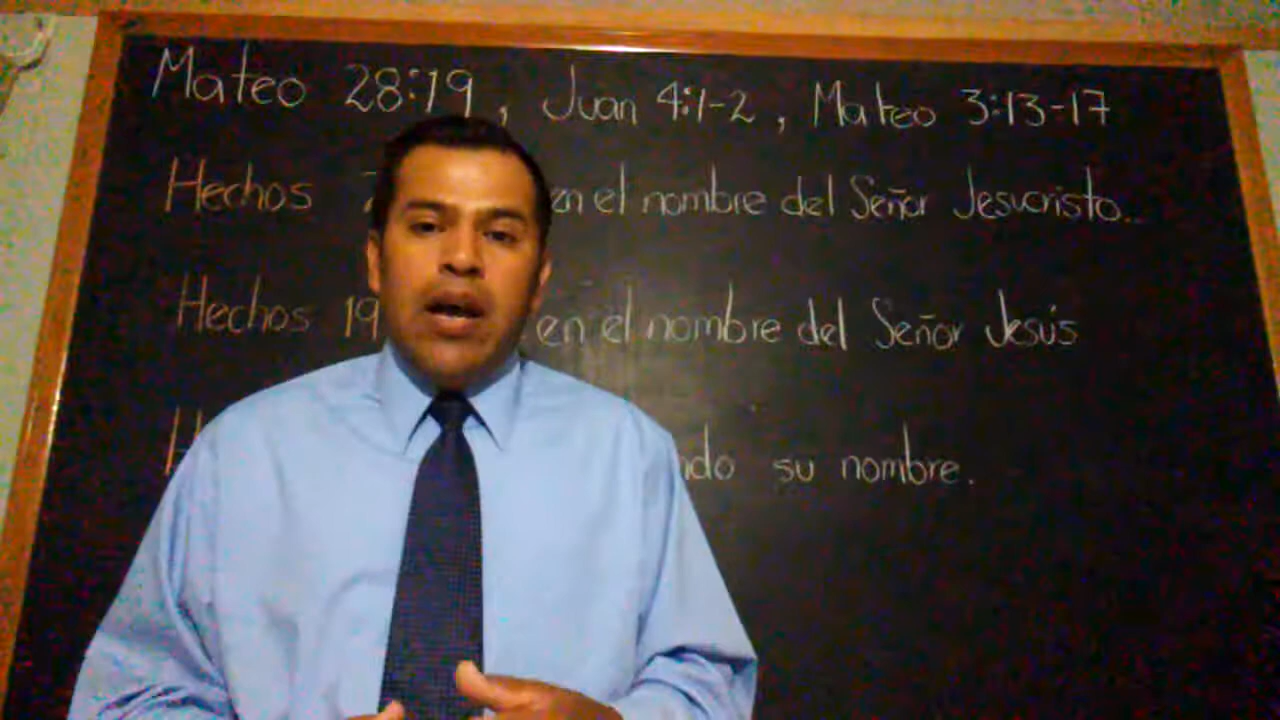 Mateo 28:19, Juan 4:1-2, Mateo 3:13-17
Hechos en el nombre del Señor Jesucristo..
Hechos 19 en el nombre del Señor Jesús
su nombre.